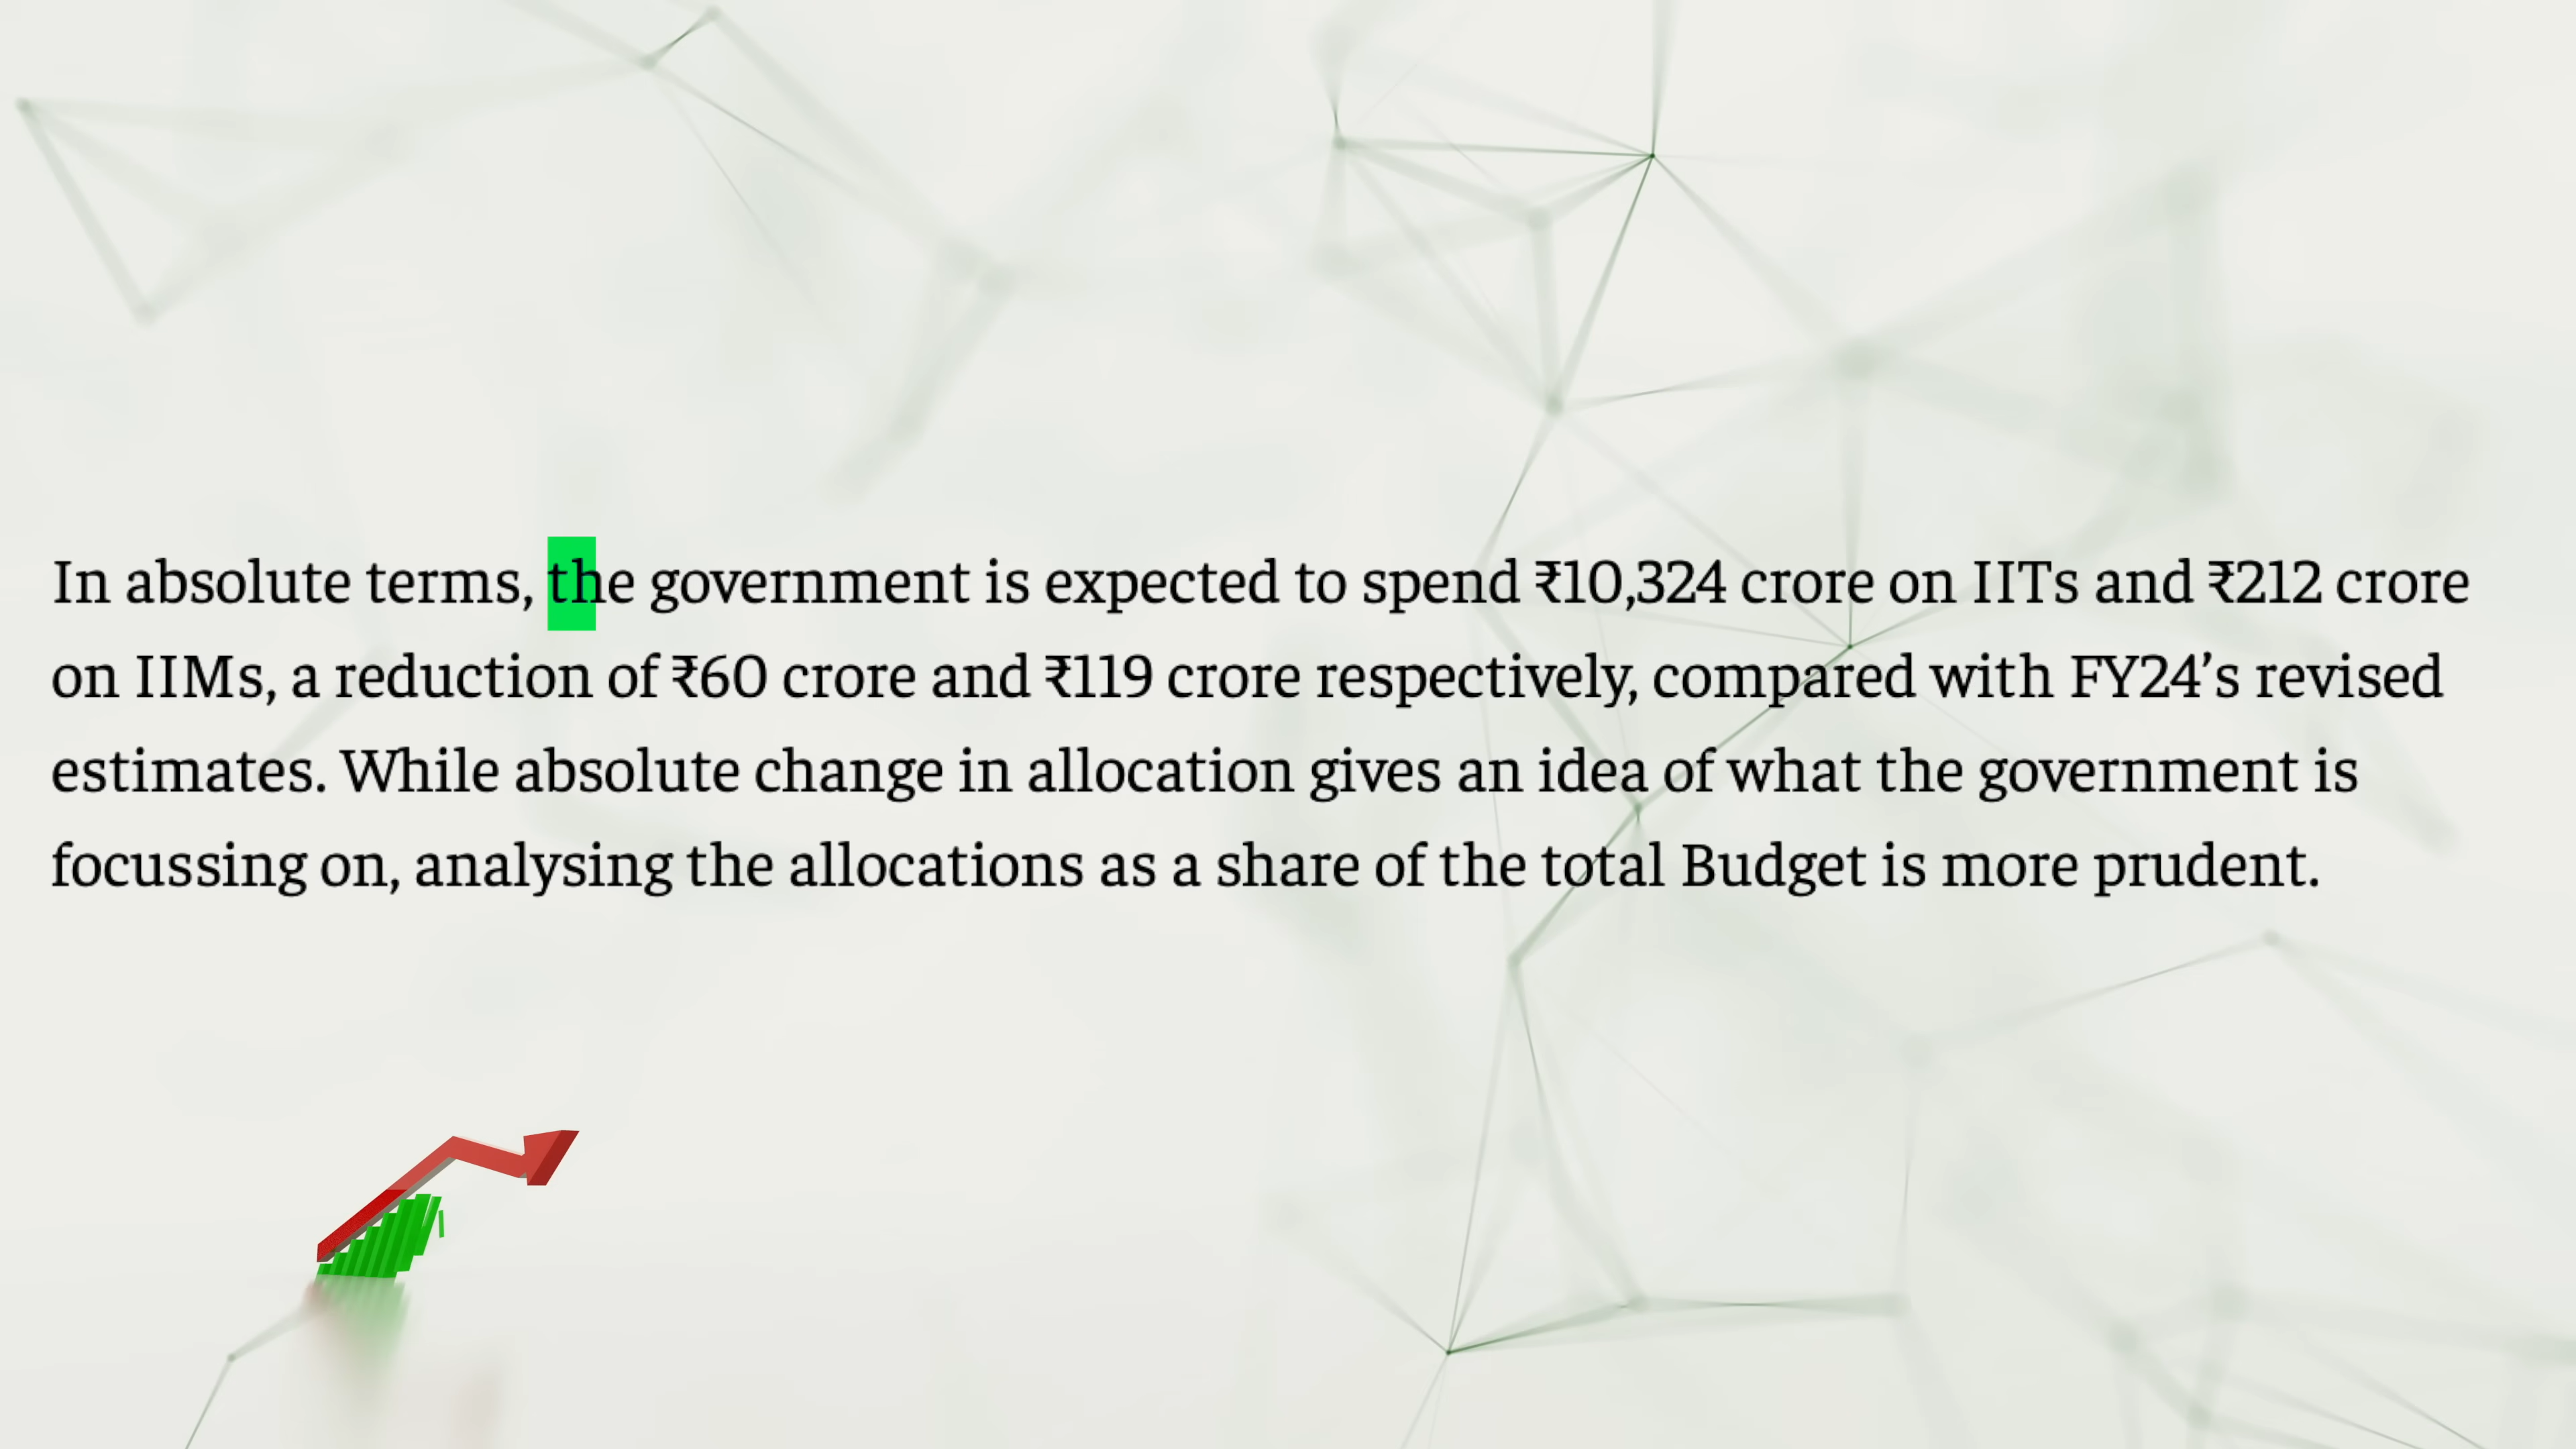 In absolute terms, the government is expected to spend ₹10,324 crore on IITs and ₹212 crore
on IIMs, a reduction of ₹60 crore and ₹119 crore respectively, compared with FY24’s revised
estimates. While absolute change in allocation gives an idea of what the government is
focussing on, analysing the allocations as a share of the total Budget is more prudent.